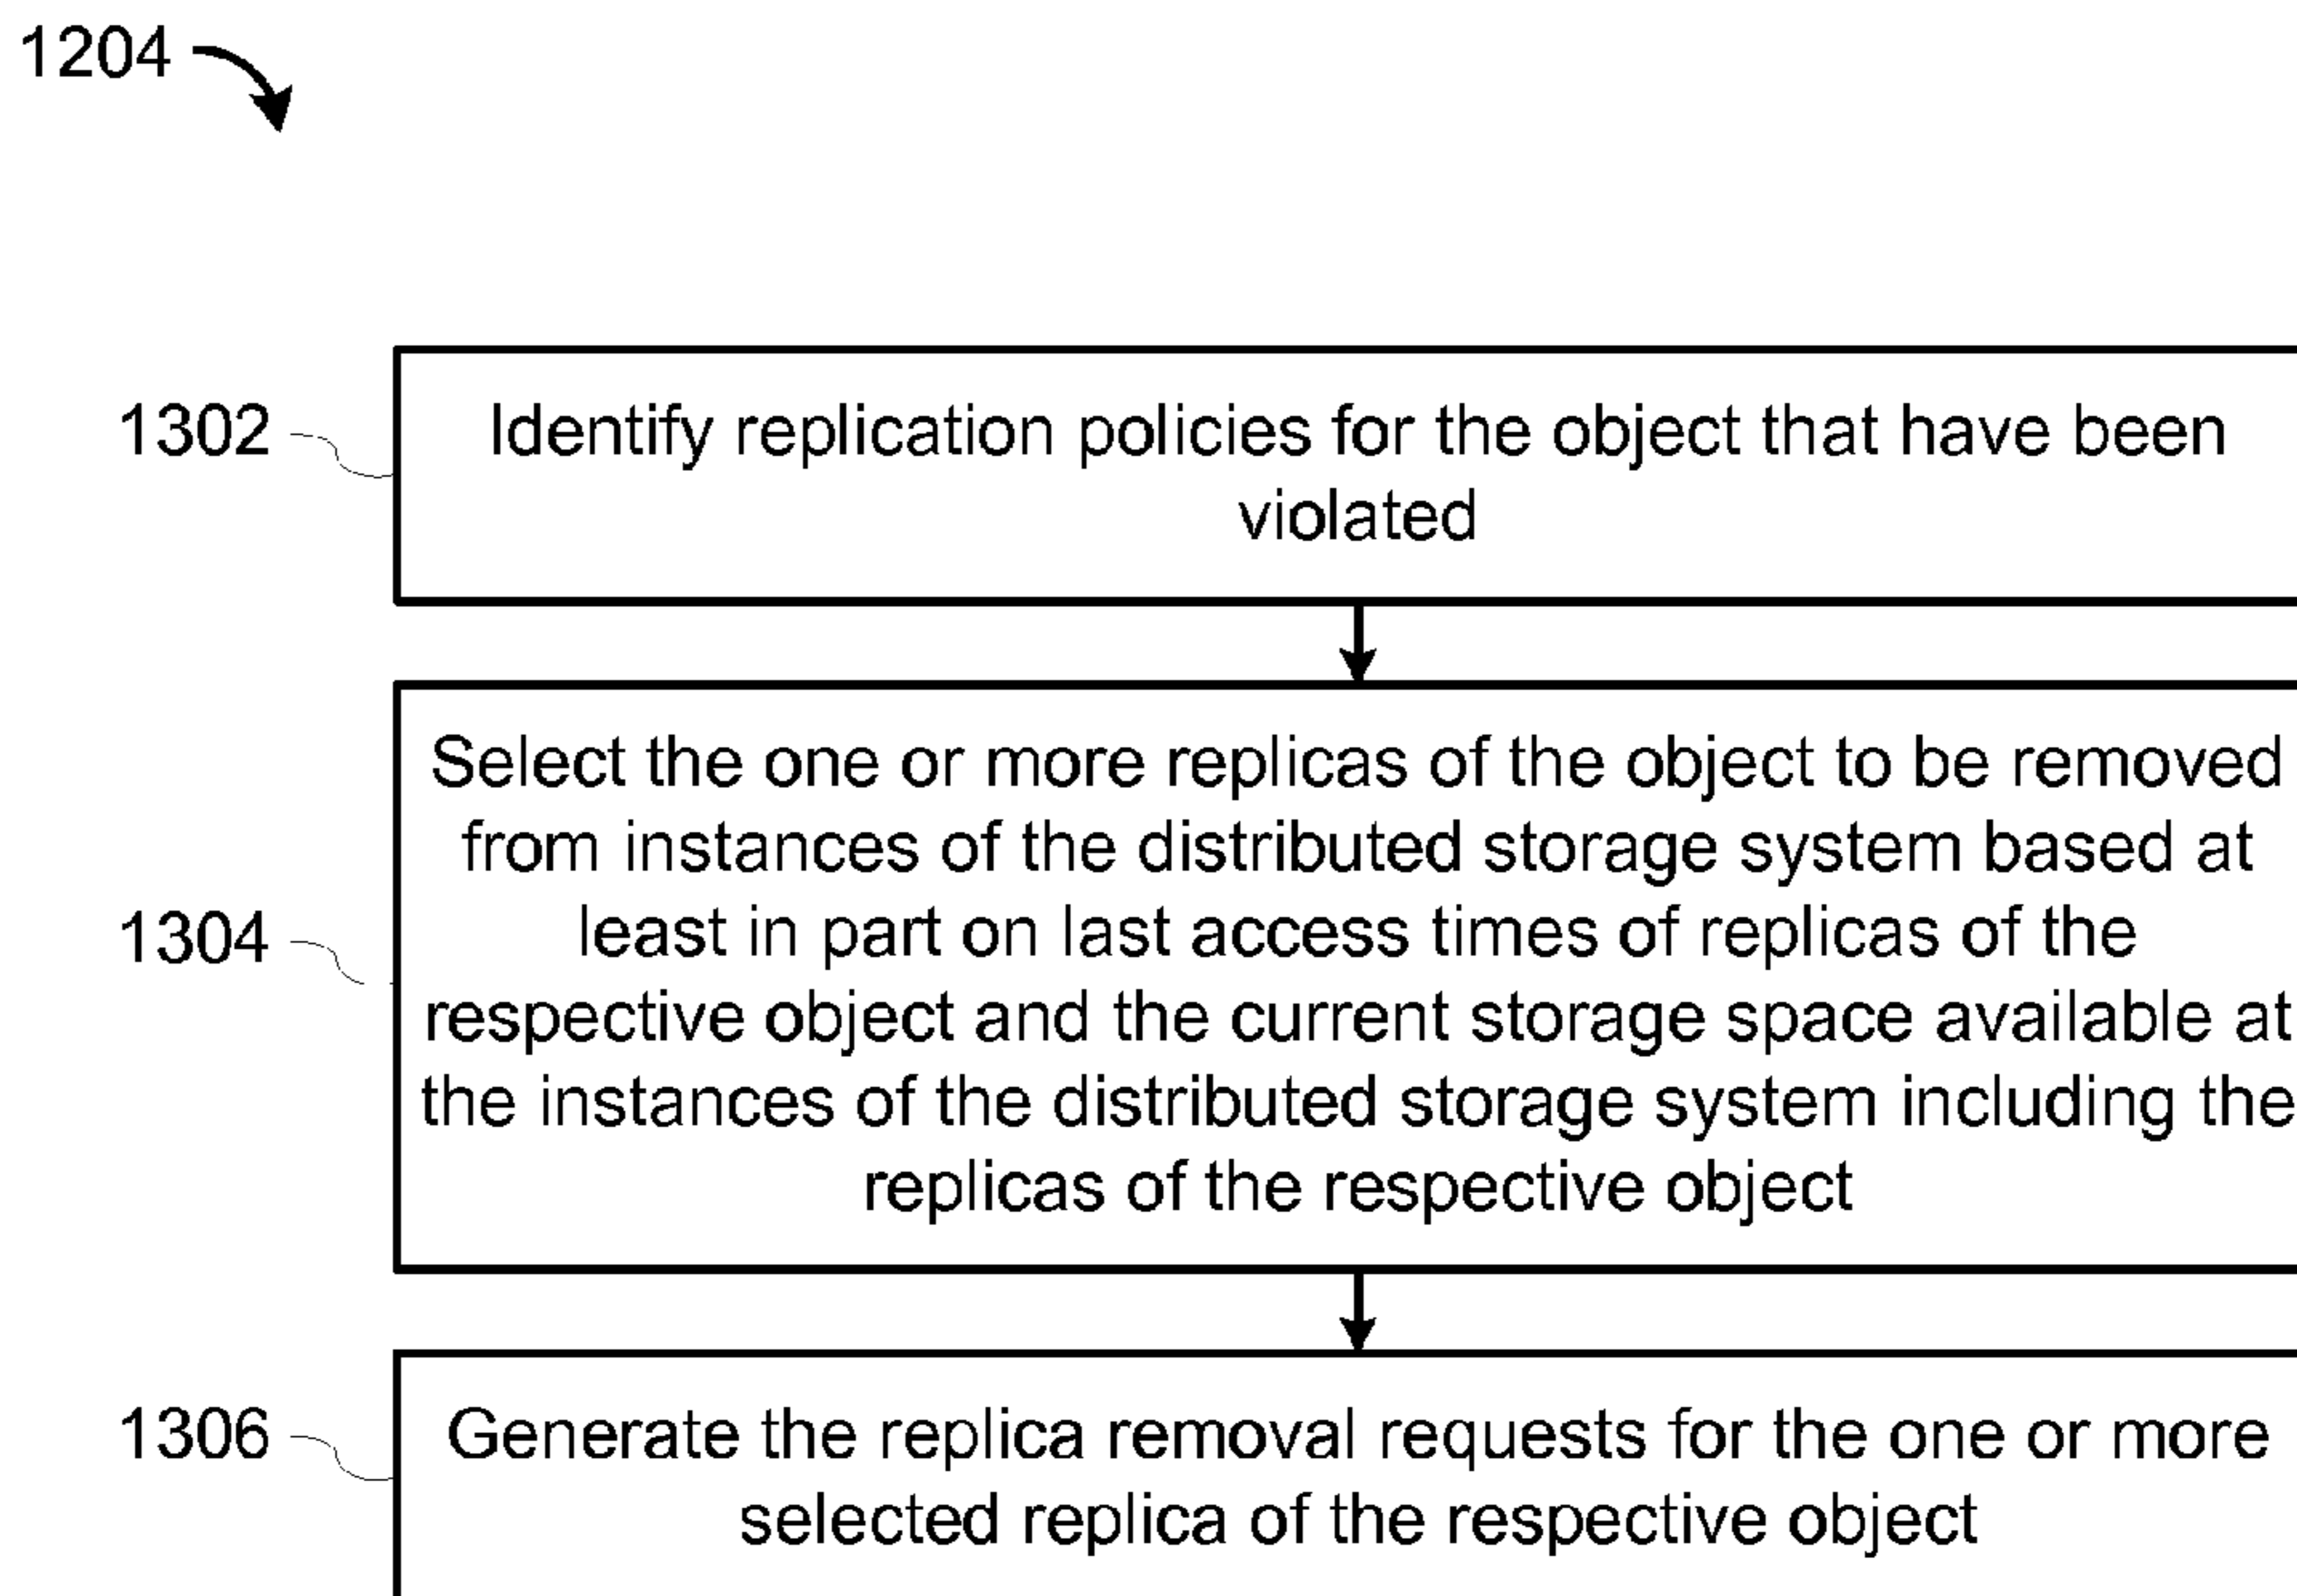 1204
1302
Identify replication policies for the object that have been
violated
Select the one or more replicas of the object to be removed
from instances of the distributed storage system based at
least in part on last access times of replicas of the
1304
respective object and the current storage space available at
the instances of the distributed storage system including the
replicas of the respective object
1306
Generate the replica removal requests for the one or more
selected replica of the respective object